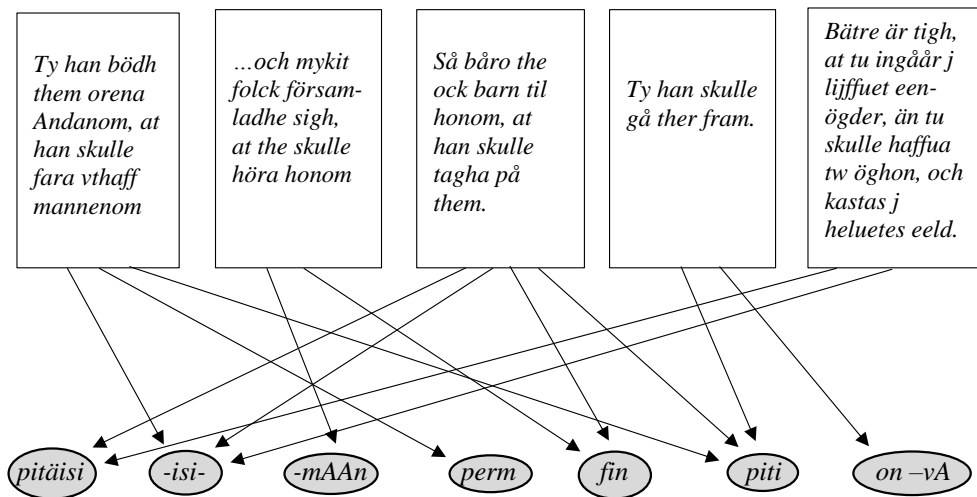 Ty han bödh
them orena
Andanom, at
han skulle
fara vthaff
mannenom
…och mykit
folck försam-
ladhe sigh,
at the skulle
höra honom
Så båro the
ock barn til
honom, at
han skulle
tagha på
them.
Ty han skulle
gå ther fram.
Bätre är tigh,
at tu ingåår j
lijffuet een-
ögder, än tu
skulle haffua
tw öghon, och
kastas j
heluetes eeld.
pitäisi
-isi-
-mAAn
perm
fin
piti
on –vA